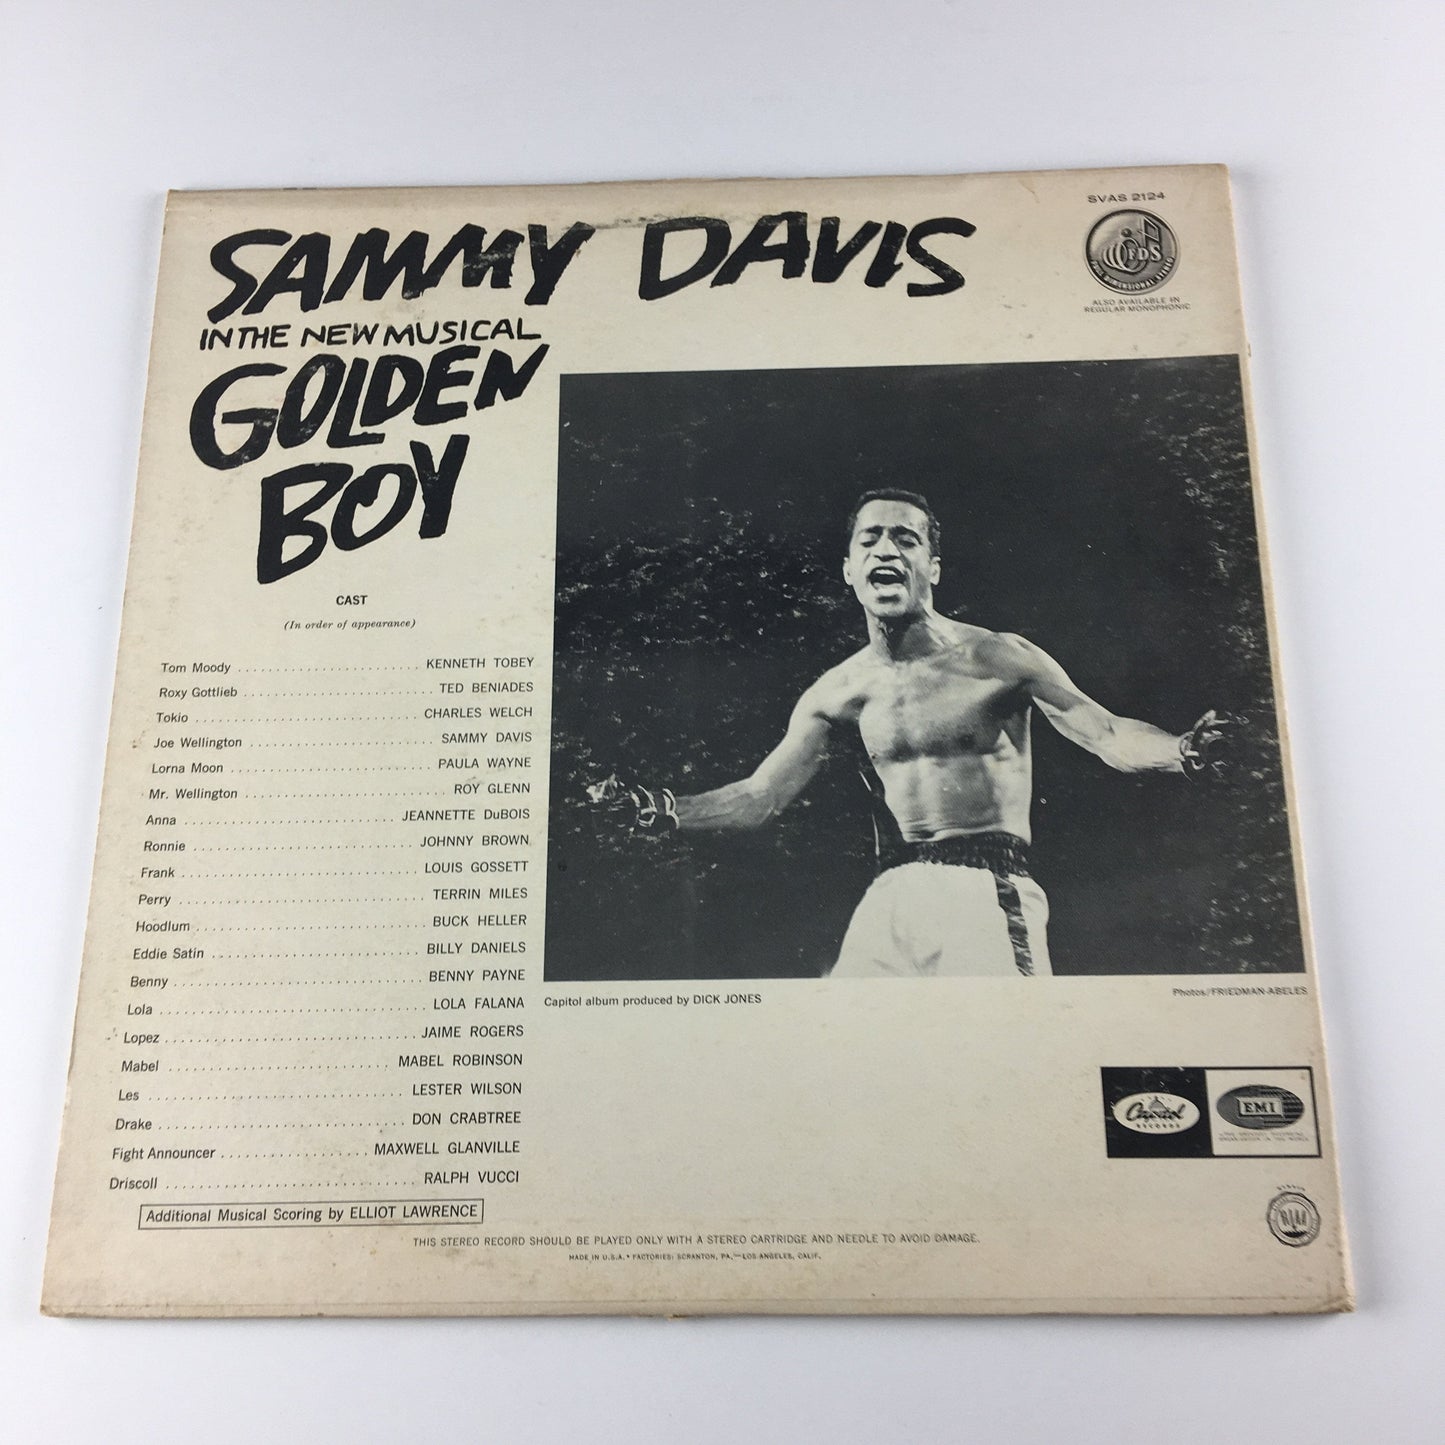 SVAS 2124
SAMMY DAVIS
IN THE NEW MUSICAL
GOLDEN
BOY
FDS
FULL DIMENSIONAL STEREO
ALSO AVAILABLE IN
REGULAR MONOPHONIC
CAST
(In order of appearance)
Tom Moody ........................ KENNETH TOBEY
Roxy Gottlieb ......................... TED BENIADES
Tokio ............................. CHARLES WELCH
Joe Wellington ........................ SAMMY DAVIS
Lorna Moon ........................... PAULA WAYNE
Mr. Wellington ........................... ROY GLENN
Anna ........................... JEANNETTE DuBOIS
Ronnie ............................. JOHNNY BROWN
Frank ............................... LOUIS GOSSETT
Perry ................................ TERRIN MILES
Hoodlum .............................. BUCK HELLER
Eddie Satin ........................... BILLY DANIELS
Benny ................................ BENNY PAYNE
Lola ................................... LOLA FALANA
Lopez ................................. JAIME ROGERS
Mabel ............................. MABEL ROBINSON
Les ................................. LESTER WILSON
Drake ................................ DON CRABTREE
Fight Announcer ................... MAXWELL GLANVILLE
Driscoll ................................ RALPH VUCCI
Additional Musical Scoring by ELLIOT LAWRENCE
Capitol album produced by DICK JONES
Photos/FRIEDMAN-ABELES
Capitol
RECORDS
EMI
RIAA
THIS STEREO RECORD SHOULD BE PLAYED ONLY WITH A STEREO CARTRIDGE AND NEEDLE TO AVOID DAMAGE.
MADE IN U.S.A. • FACTORIES: SCRANTON, PA.—LOS ANGELES, CALIF.